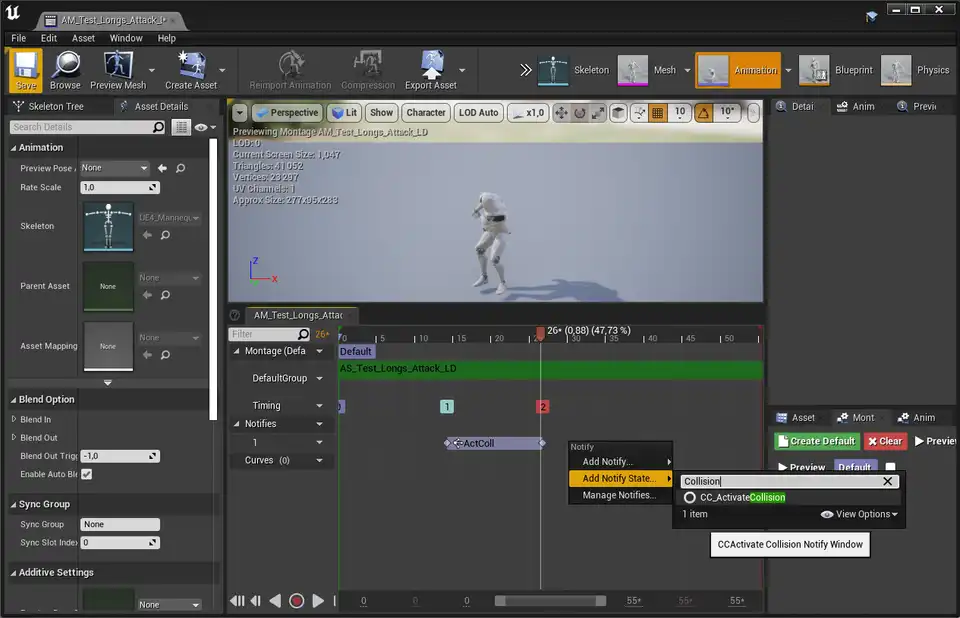 AM_Test_Longs_Attack_L*
File Edit Asset Window Help
Save Browse Preview Mesh Create Asset Reimport Animation Compression Export Asset Skeleton Mesh Animation Blueprint Physics
Skeleton Tree Asset Details
Search Details
Animation
Preview Pose None
Rate Scale 1,0
Skeleton UE4_Mannequ
Parent Asset None None
Asset Mapping None None
Blend Option
Blend In
Blend Out
Blend Out Trig -1,0
Enable Auto Ble
Sync Group
Sync Group None
Sync Slot Index 0
Additive Settings
None
Perspective Lit Show Character LOD Auto x1,0 10 10°
Previewing Montage AM_Test_Longs_Attack_LD
LOD: 0
Current Screen Size: 1,047
Triangles: 41 052
Vertices: 23 297
UV Channels: 1
Approx Size: 277x95x283
Z
X
AM_Test_Longs_Attac
Filter 26* 26* (0,88) (47,73 %)
0 5 10 15 20 30 35 40 45 50
Montage (Defa Default
AS_Test_Longs_Attack_LD
DefaultGroup
Timing 1 2
Notifies
1 ActColl
Curves (0)
Notify
Add Notify...
Add Notify State...
Manage Notifies...
Collision
CC_ActivateCollision
1 item View Options
CCActivate Collision Notify Window
0 0 0 55* 55* 55*
Detai Anim Previ
Asset Mont Anim
Create Default Clear Previe
Preview Default